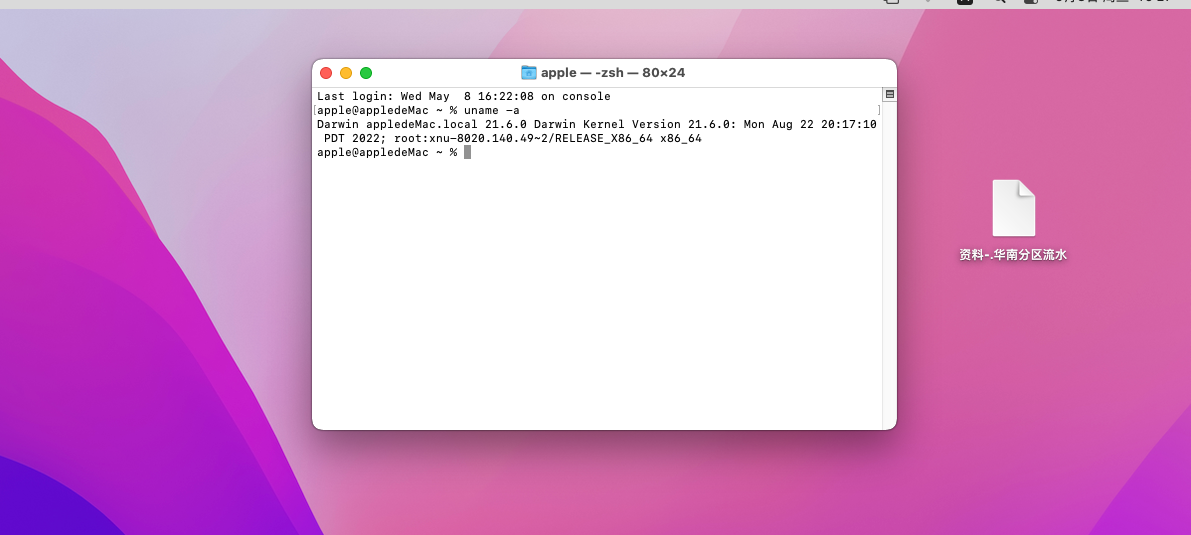 apple — -zsh — 80×24
Last login: Wed May  8 16:22:08 on console
[apple@appledeMac ~ % uname -a ]
Darwin appledeMac.local 21.6.0 Darwin Kernel Version 21.6.0: Mon Aug 22 20:17:10
 PDT 2022; root:xnu-8020.140.49~2/RELEASE_X86_64 x86_64
apple@appledeMac ~ %
资料-.华南分区流水